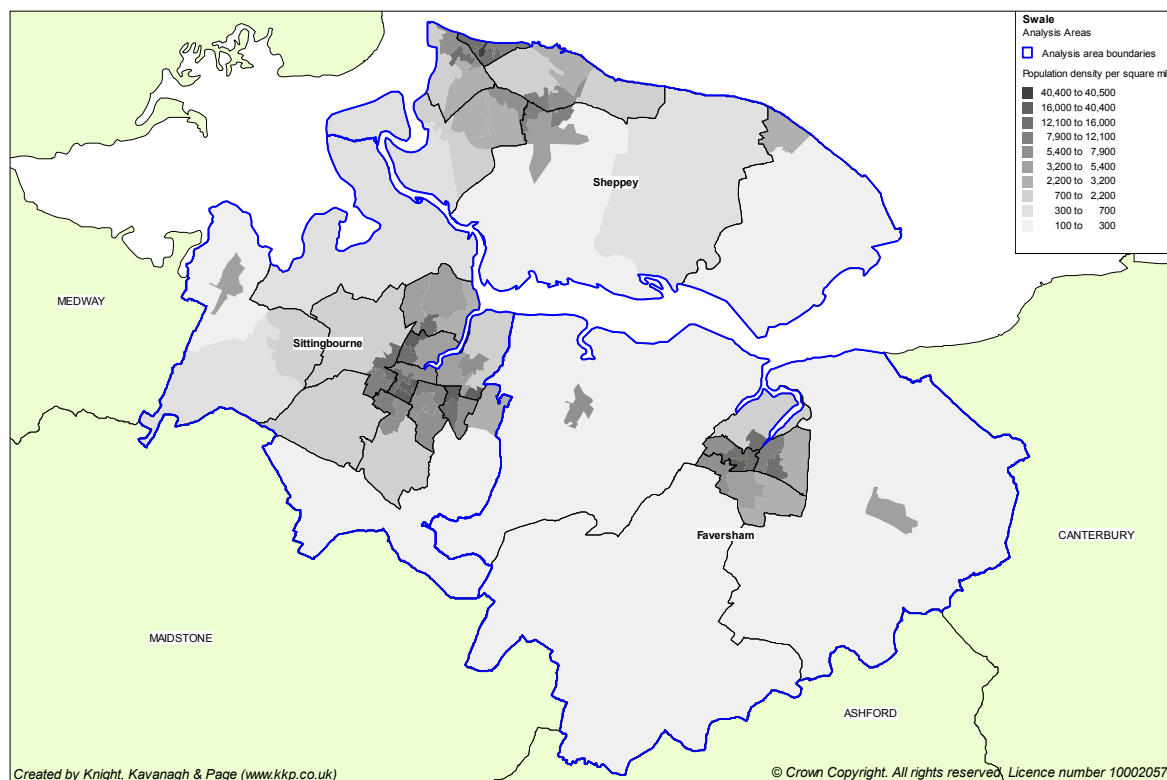 Swale
Analysis Areas
Analysis area boundaries
Population density per square mil
40,400 to 40,500
16,000 to 40,400
12,100 to 16,000
7,900 to 12,100
5,400 to 7,900
3,200 to 5,400
2,200 to 3,200
700 to 2,200
300 to 700
100 to 300
Sheppey
MEDWAY
Sittingbourne
Faversham
CANTERBURY
MAIDSTONE
ASHFORD
Created by Knight, Kavanagh & Page (www.kkp.co.uk)
© Crown Copyright. All rights reserved. Licence number 10002057